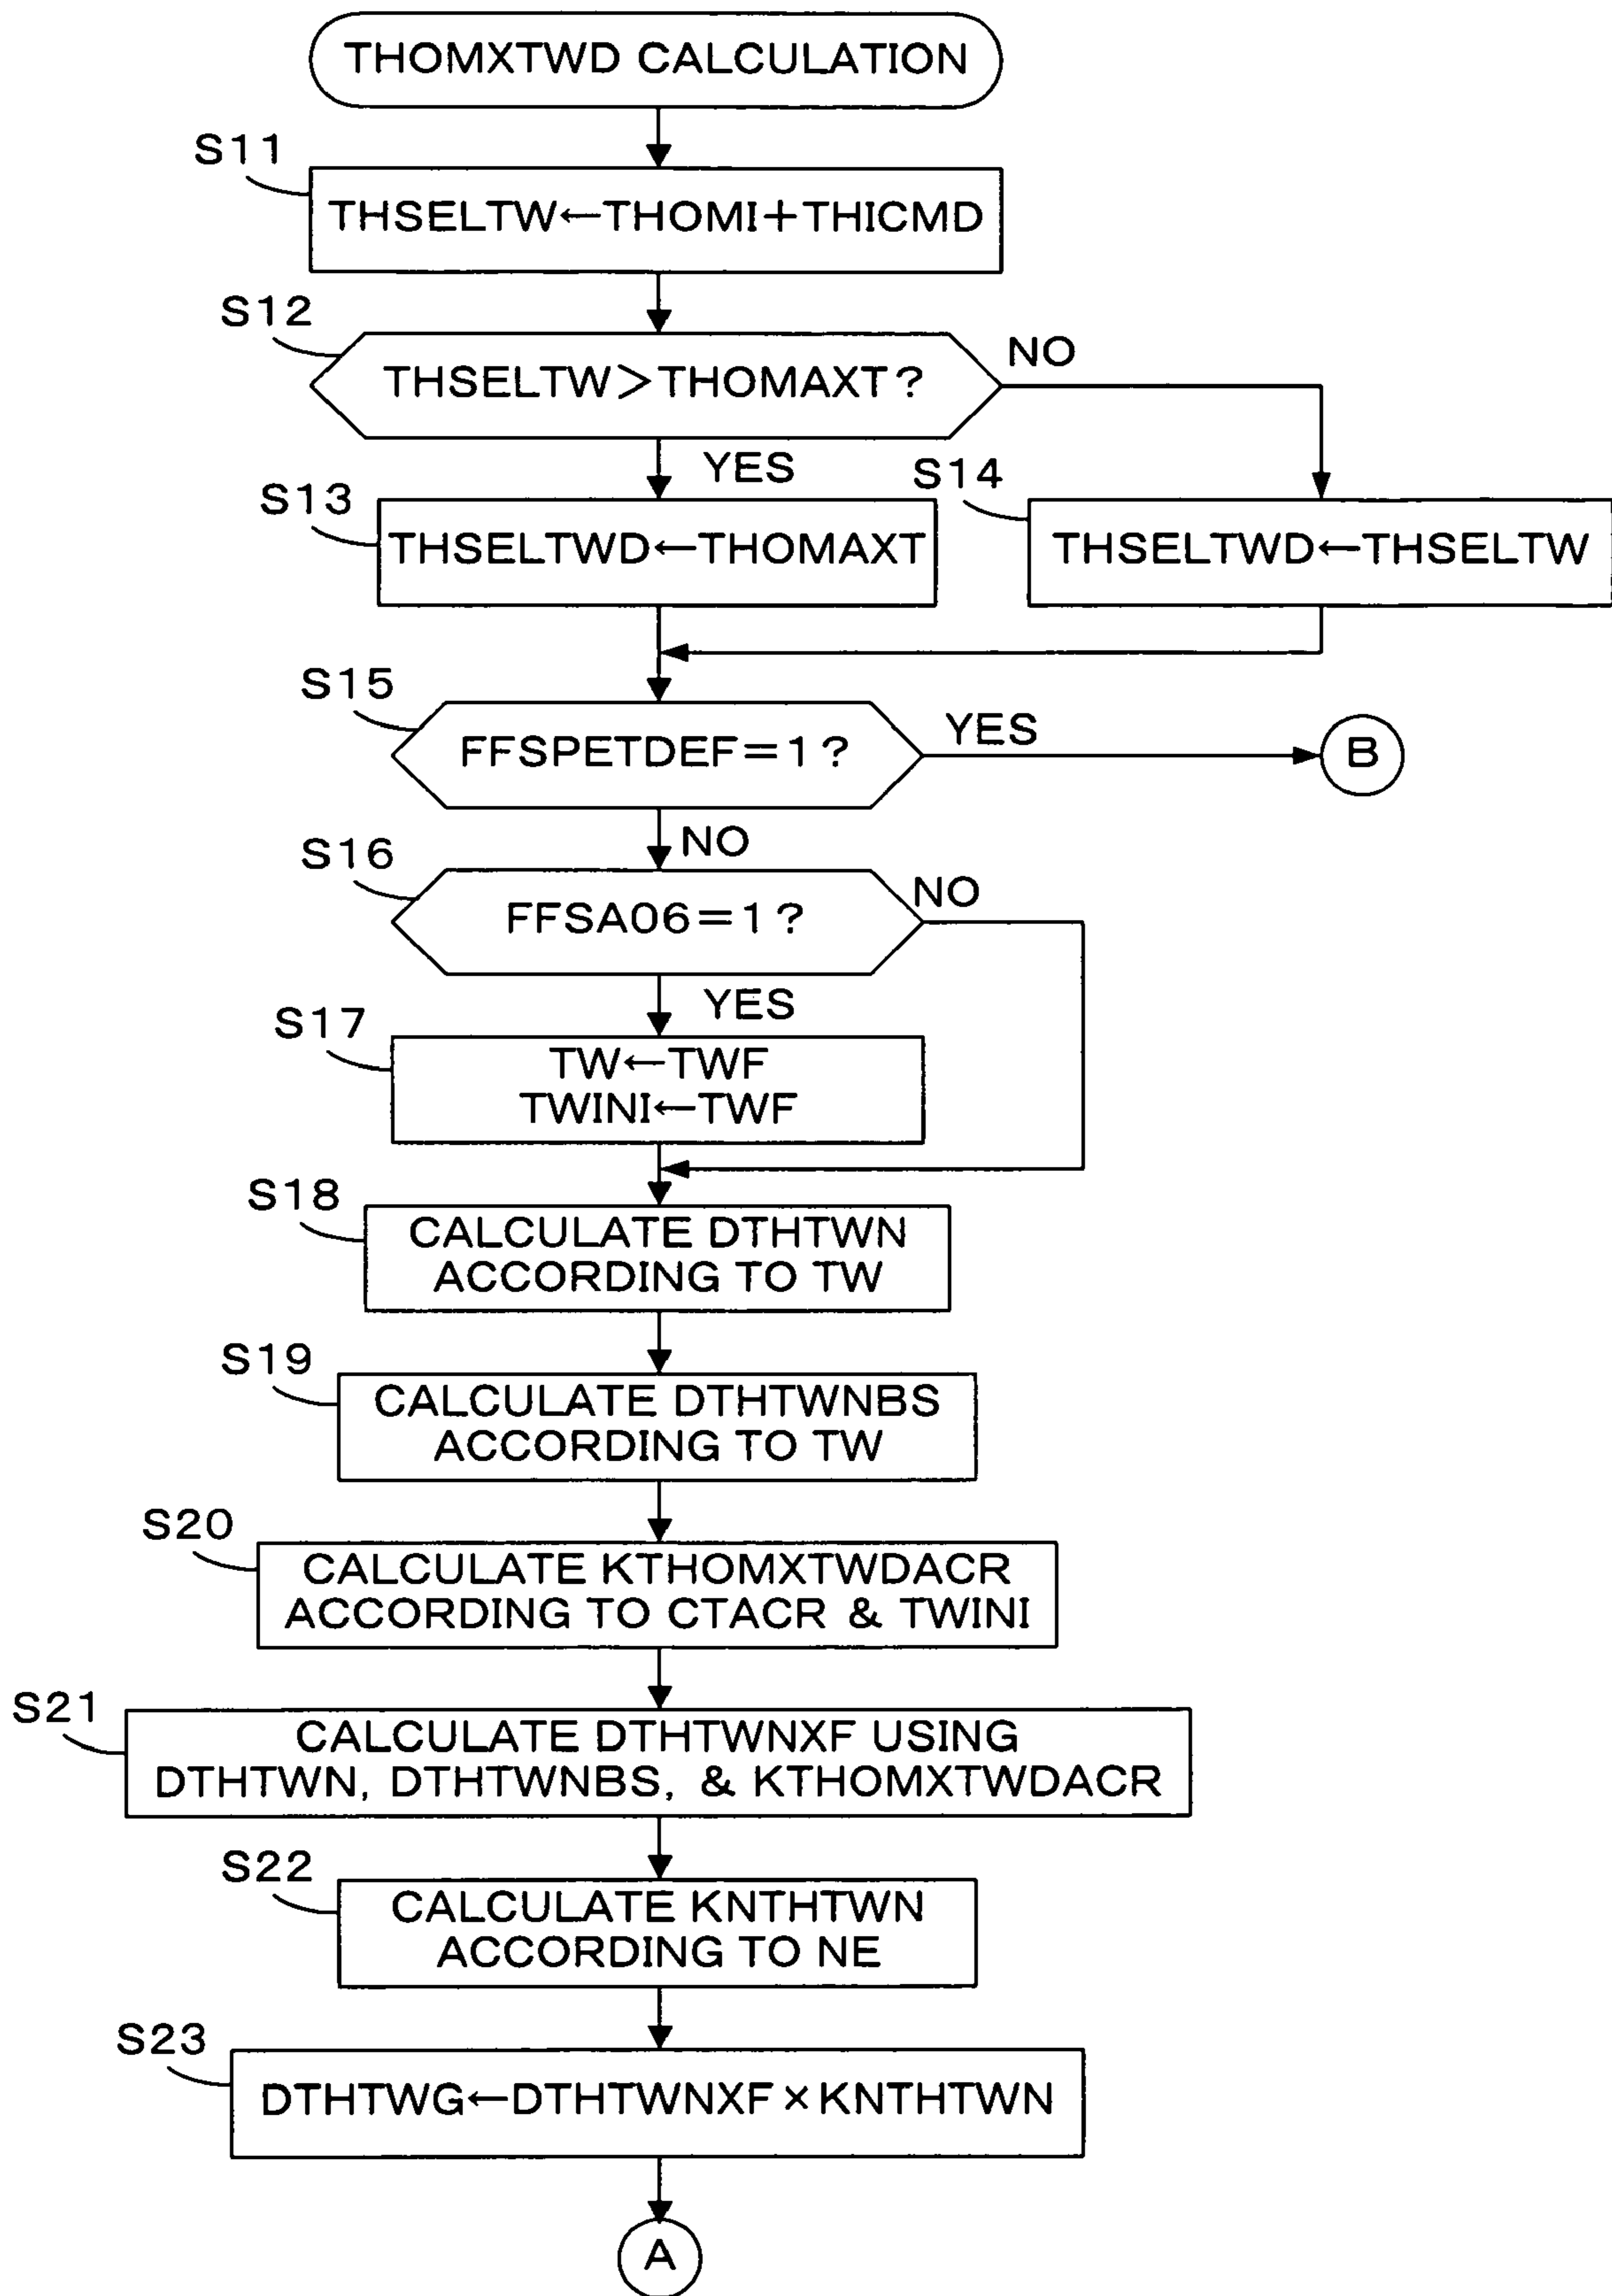 THOMXTWD CALCULATION
S11
THSELTW←THOMI+THICMD
S12
THSELTW>THOMAXT?
NO
YES
S13
THSELTWD←THOMAXT
S14
THSELTWD←THSELTW
S15
FFSPETDEF=1?
YES
B
NO
S16
FFSA06=1?
NO
YES
S17
TW←TWF
TWINI←TWF
S18
CALCULATE DTHTWN
ACCORDING TO TW
S19
CALCULATE DTHTWNBS
ACCORDING TO TW
S20
CALCULATE KTHOMXTWDACR
ACCORDING TO CTACR & TWINI
S21
CALCULATE DTHTWNXF USING
DTHTWN, DTHTWNBS, & KTHOMXTWDACR
S22
CALCULATE KNTHTWN
ACCORDING TO NE
S23
DTHTWG←DTHTWNXF×KNTHTWN
A